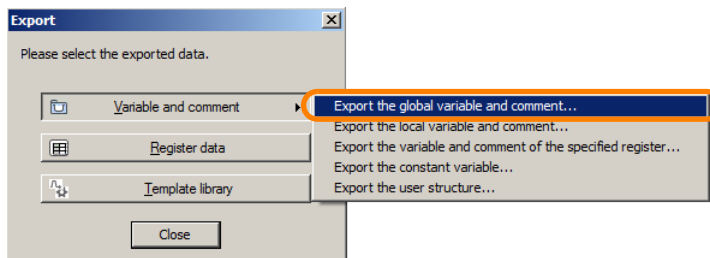 Export
Please select the exported data.
Variable and comment
Export the global variable and comment...
Export the local variable and comment...
Register data
Export the variable and comment of the specified register...
Export the constant variable...
Template library
Export the user structure...
Close